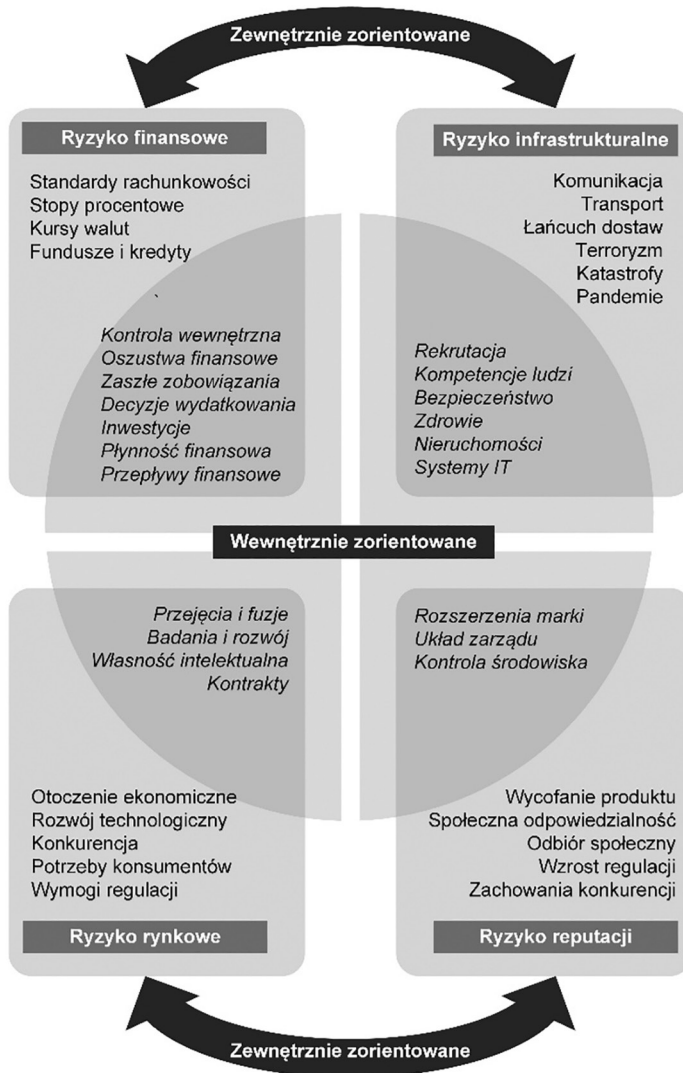 Zewnętrznie zorientowane
Ryzyko finansowe
Standardy rachunkowości
Stopy procentowe
Kursy walut
Fundusze i kredyty
Kontrola wewnętrzna
Oszustwa finansowe
Zaszłe zobowiązania
Decyzje wydatkowania
Inwestycje
Płynność finansowa
Przepływy finansowe
Ryzyko infrastrukturalne
Komunikacja
Transport
Łańcuch dostaw
Terroryzm
Katastrofy
Pandemie
Rekrutacja
Kompetencje ludzi
Bezpieczeństwo
Zdrowie
Nieruchomości
Systemy IT
Wewnętrznie zorientowane
Przejęcia i fuzje
Badania i rozwój
Własność intelektualna
Kontrakty
Otoczenie ekonomiczne
Rozwój technologiczny
Konkurencja
Potrzeby konsumentów
Wymogi regulacji
Ryzyko rynkowe
Rozszerzenia marki
Układ zarządu
Kontrola środowiska
Wycofanie produktu
Społeczna odpowiedzialność
Odbiór społeczny
Wzrost regulacji
Zachowania konkurencji
Ryzyko reputacji
Zewnętrznie zorientowane